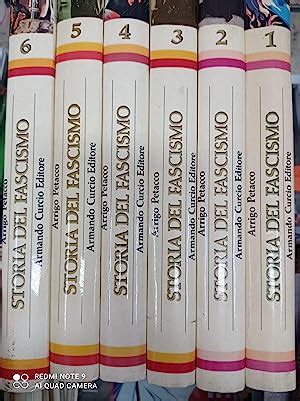 6
STORIA DEL FASCISMO
Arrigo Petacco
Armando Curcio Editore
5
STORIA DEL FASCISMO
Arrigo Petacco
Armando Curcio Editore
4
STORIA DEL FASCISMO
Arrigo Petacco
Armando Curcio Editore
3
STORIA DEL FASCISMO
Arrigo Petacco
Armando Curcio Editore
2
STORIA DEL FASCISMO
Arrigo Petacco
Armando Curcio Editore
1
STORIA DEL FASCISMO
Arrigo Petacco
Armando Curcio Editore
REDMI NOTE 9
AI QUAD CAMERA